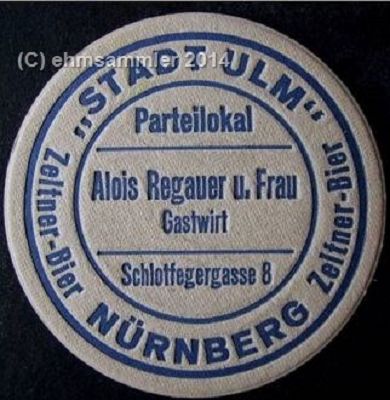 (C) ehmsammler 2014
„STADT ULM“
Parteilokal
Alois Regauer u. Frau
Gastwirt
Schlotfegergasse 8
Zeltner-Bier
NÜRNBERG
Zeltner-Bier